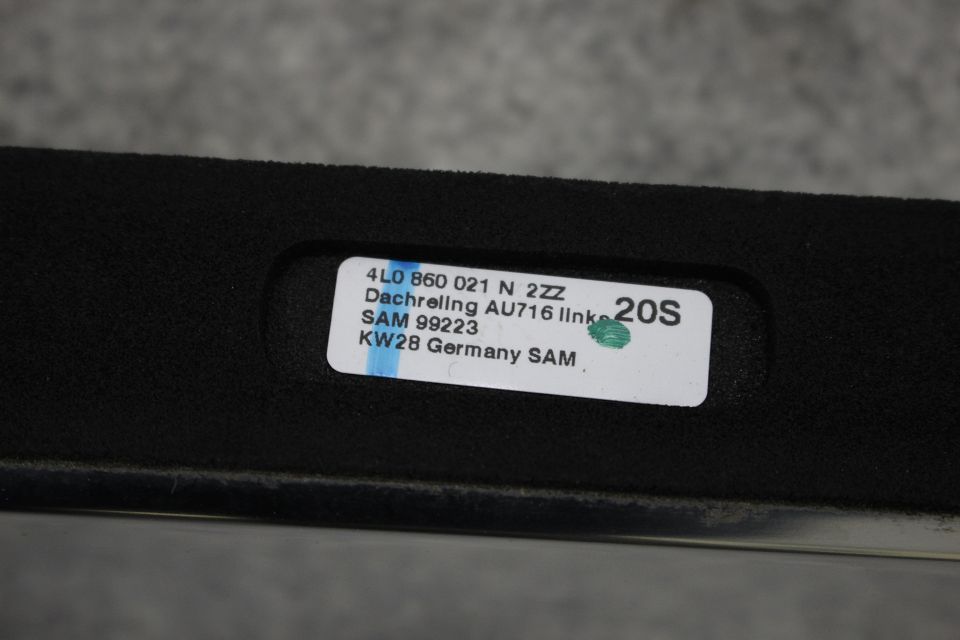 4L0 860 021 N 2ZZ
Dachreling AU716 links 20S
SAM 99223
KW28 Germany SAM